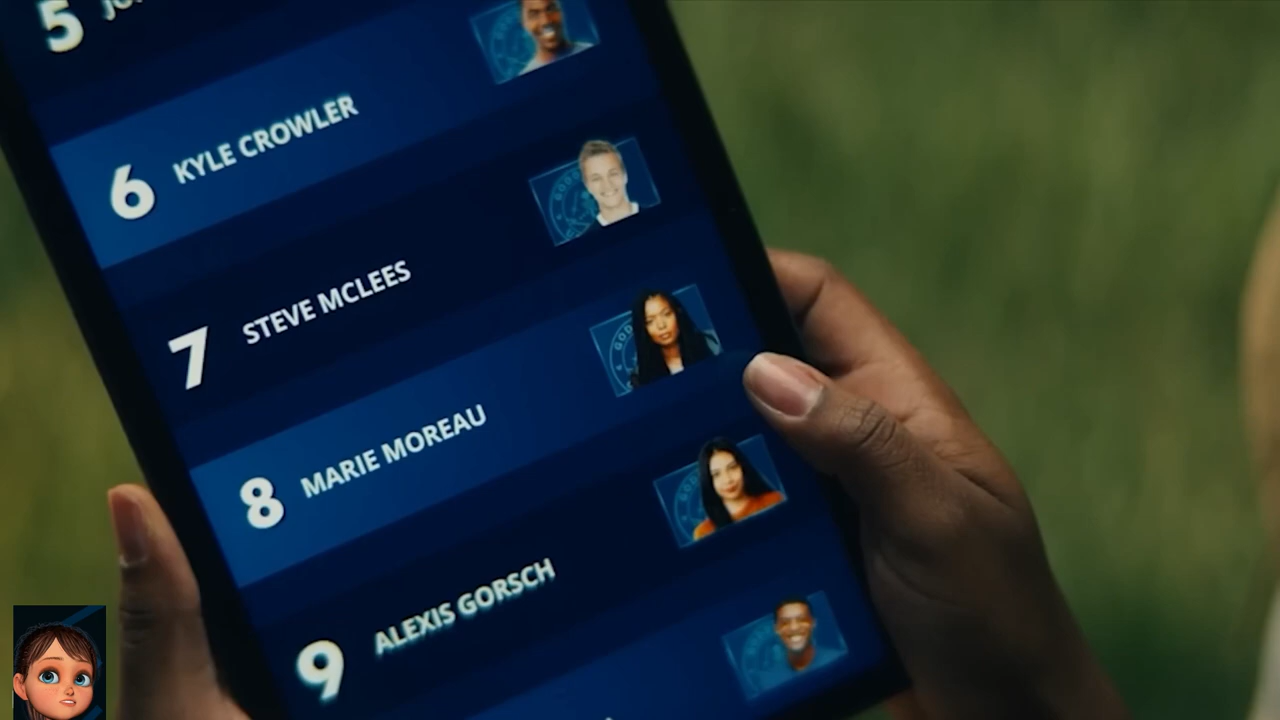 5
6 KYLE CROWLER
7 STEVE MCLEES
8 MARIE MOREAU
9 ALEXIS GORSCH